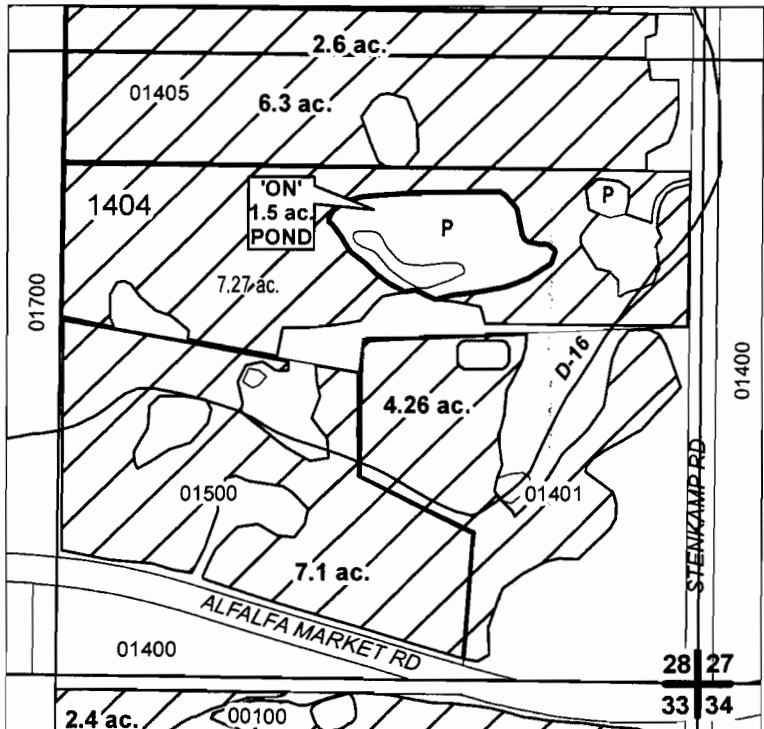 2.6 ac.
01405
6.3 ac.
1404
'ON'
1.5 ac.
POND
P
P
7.27 ac.
01700
01400
D-16
4.26 ac.
01500
01401
STENKAMP RD
7.1 ac.
ALFALFA MARKET RD
01400
28 27
33 34
2.4 ac.
00100